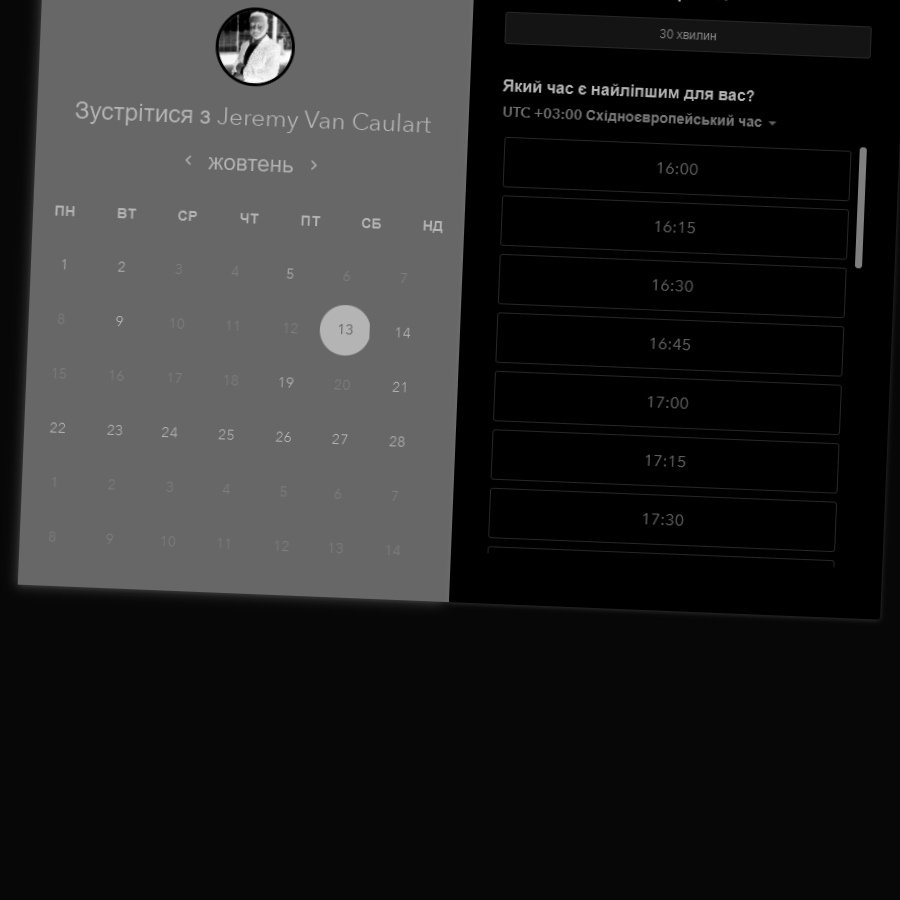 Зустрітися з Jeremy Van Caulart
жовтень
ПН ВТ СР ЧТ ПТ СБ НД
1 2 3 4 5 6 7
8 9 10 11 12 13 14
15 16 17 18 19 20 21
22 23 24 25 26 27 28
1 2 3 4 5 6 7
8 9 10 11 12 13 14
30 хвилин
Який час є найліпшим для вас?
UTC +03:00 Східноєвропейський час
16:00
16:15
16:30
16:45
17:00
17:15
17:30